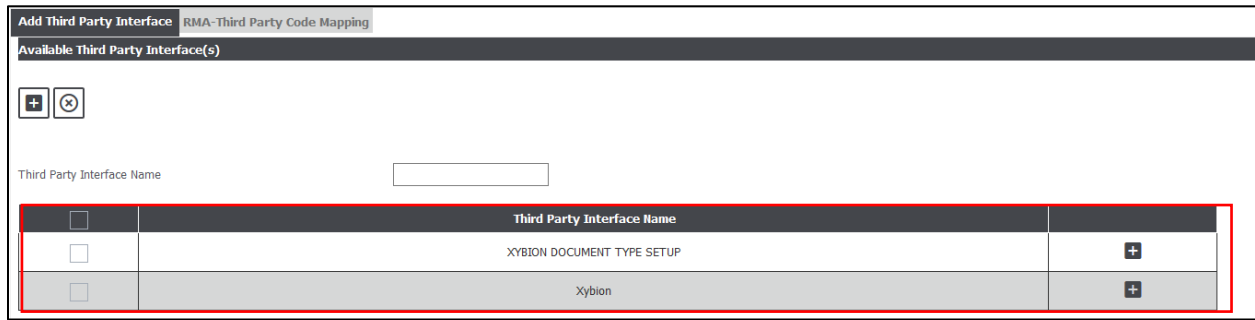 Add Third Party Interface RMA-Third Party Code Mapping
Available Third Party Interface(s)
Third Party Interface Name
Third Party Interface Name
XYBION DOCUMENT TYPE SETUP
Xybion